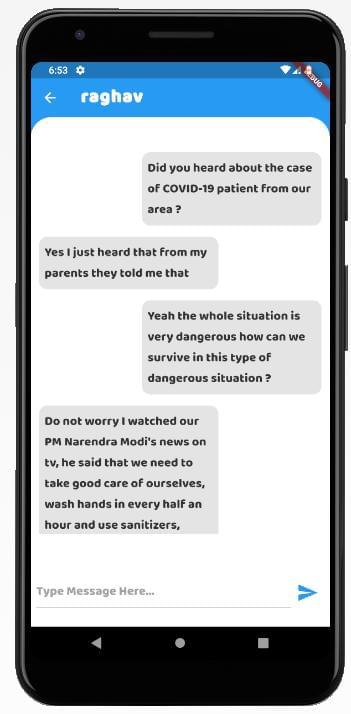 6:53
DEBUG
raghav
Did you heard about the case
of COVID-19 patient from our
area ?
Yes I just heard that from my
parents they told me that
Yeah the whole situation is
very dangerous how can we
survive in this type of
dangerous situation ?
Do not worry I watched our
PM Narendra Modi's news on
tv, he said that we need to
take good care of ourselves,
wash hands in every half an
hour and use sanitizers,
Type Message Here...